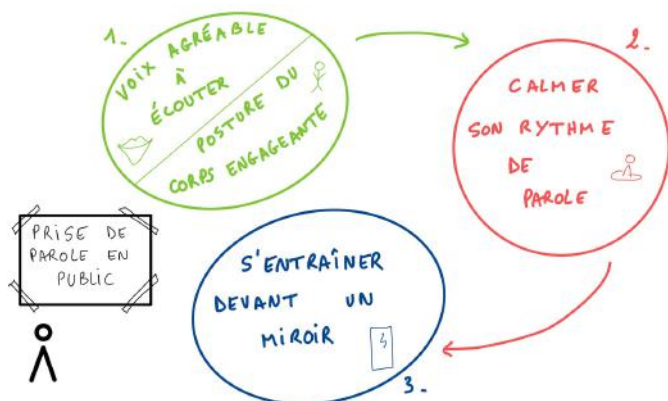 1.
VOIX AGRÉABLE
À
ÉCOUTER
POSTURE DU
CORPS ENGAGEANTE
2.
CALMER
SON RYTHME
DE
PAROLE
PRISE DE
PAROLE EN
PUBLIC
S'ENTRAÎNER
DEVANT UN
MIROIR
3.